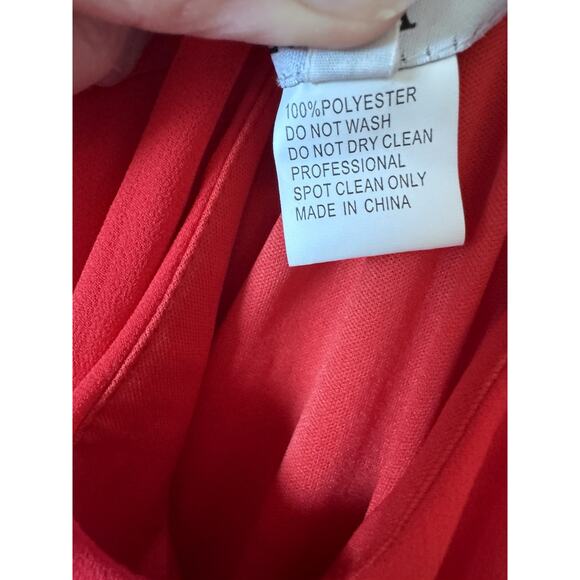 100%POLYESTER
DO NOT WASH
DO NOT DRY CLEAN
PROFESSIONAL
SPOT CLEAN ONLY
MADE IN CHINA